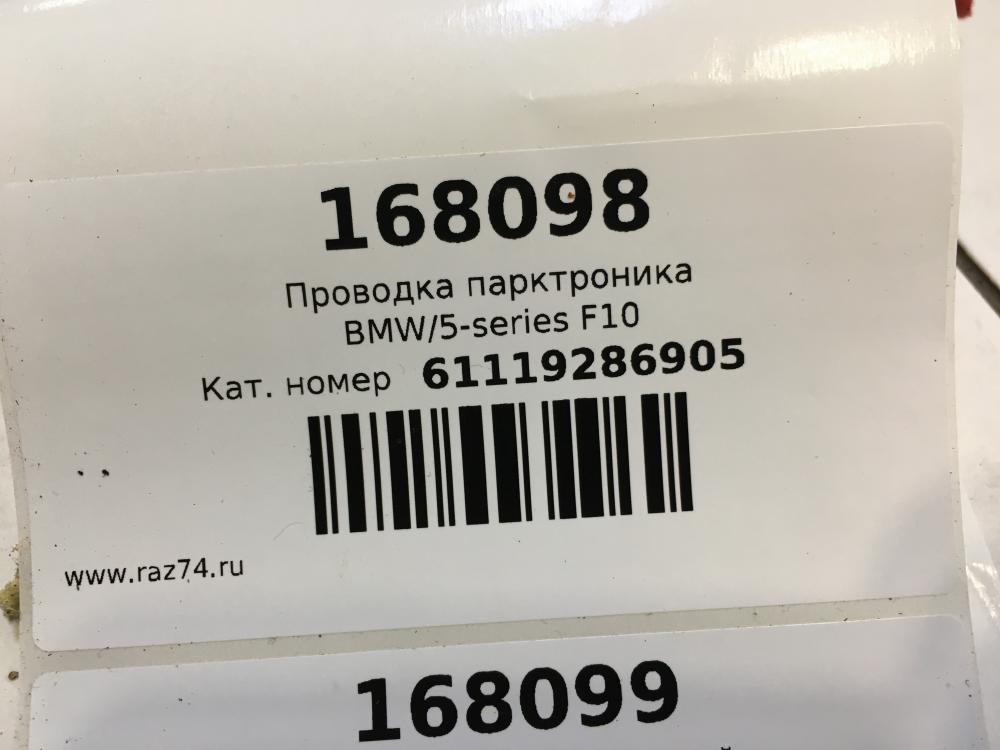 168098
Проводка парктроника
BMW/5-series F10
Кат. номер 61119286905
www.raz74.ru
168099